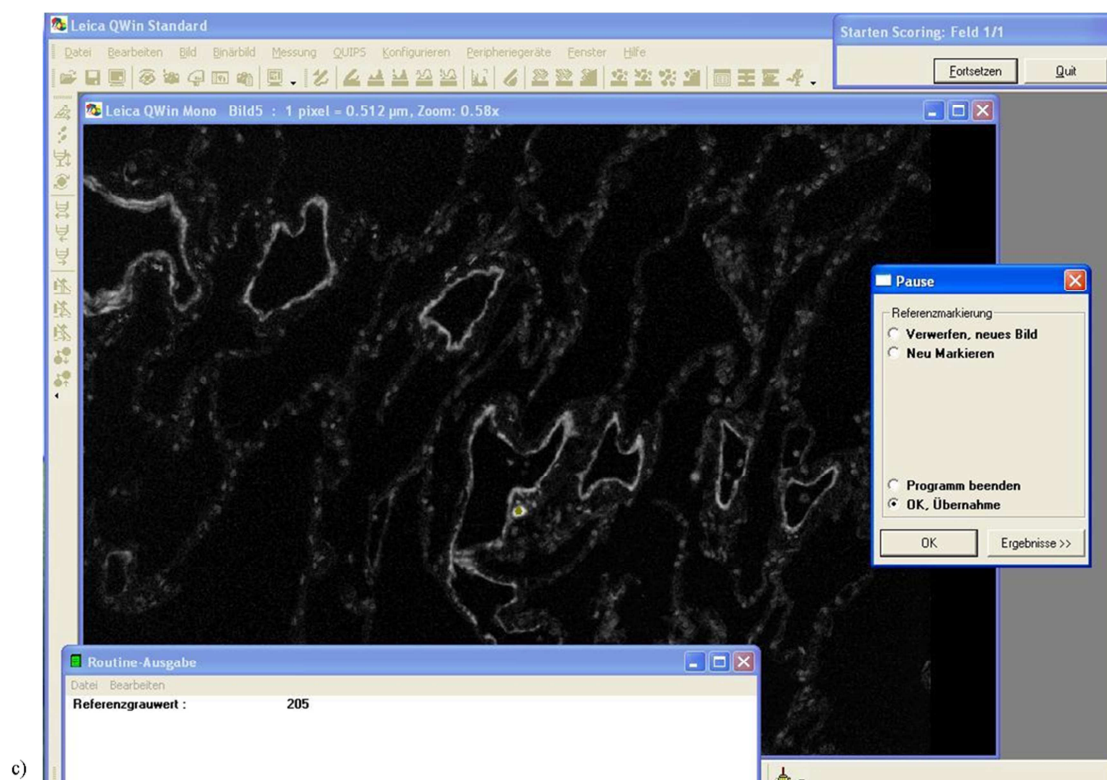 Leica QWin Standard
Datei Bearbeiten Bild Binärbild Messung QUIPS Konfigurieren Peripheriegeräte Fenster Hilfe
Starten Scoring: Feld 1/1
Fortsetzen Quit
Leica QWin Mono Bild5 : 1 pixel = 0.512 µm, Zoom: 0.58x
Pause
Referenzmarkierung
Verwerfen, neues Bild
Neu Markieren
Programm beenden
OK, Übernahme
OK Ergebnisse >>
Routine-Ausgabe
Datei Bearbeiten
Referenzgrauwert : 205
c)